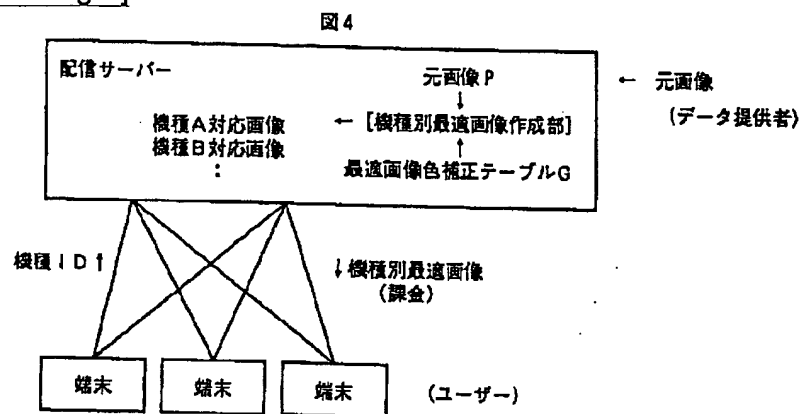 図4
配信サーバー
元画像P
↓
← 元画像
(データ提供者)
機種A対応画像 ← [機種別最適画像作成部]
機種B対応画像 ↑
: 最適画像色補正テーブルG
機種ID↑
↓機種別最適画像
(課金)
端末 端末 端末 (ユーザー)